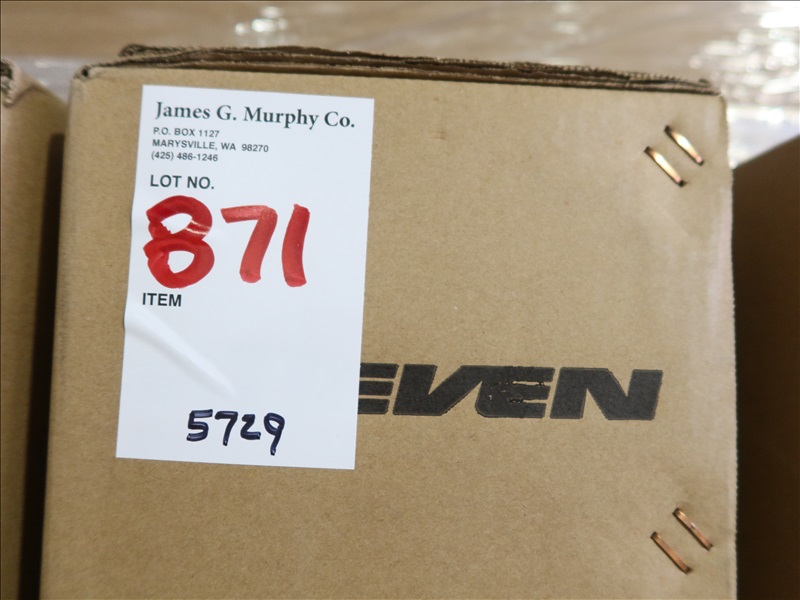 James G. Murphy Co.
P.O. BOX 1127
MARYSVILLE, WA 98270
(425) 486-1246
LOT NO.
871
ITEM
EVEN
5729